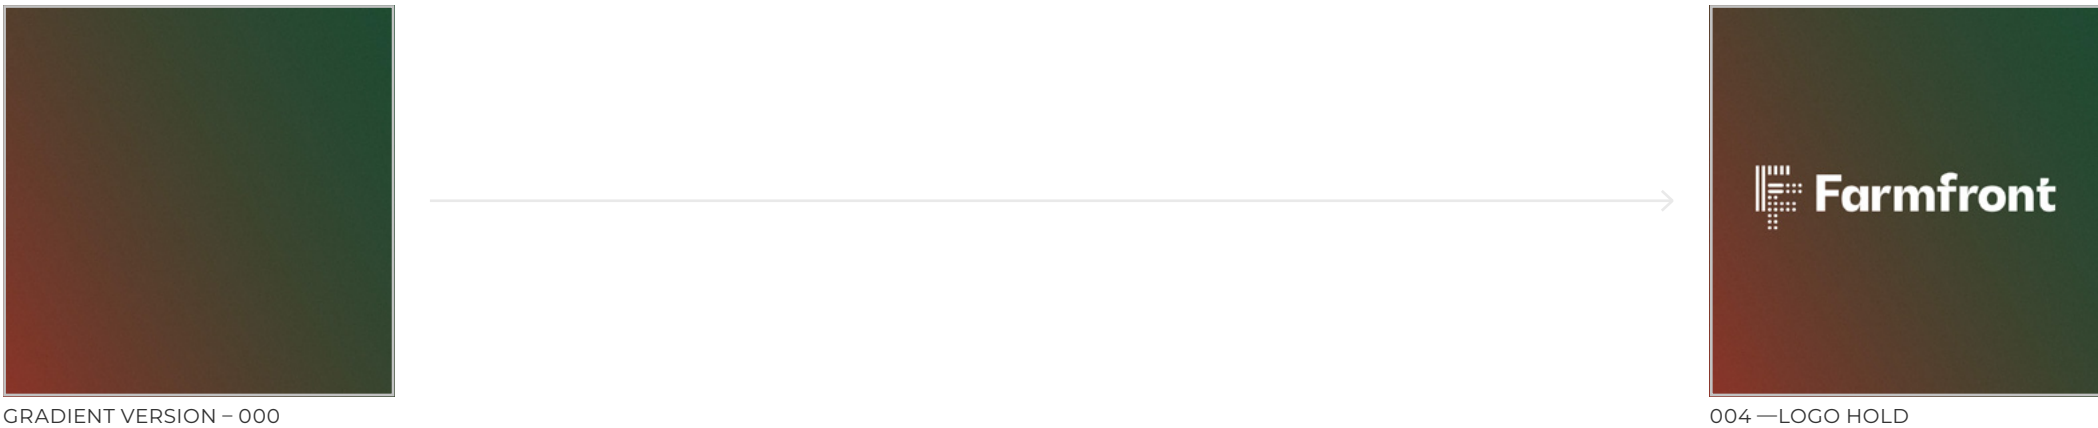 Farmfront
GRADIENT VERSION – 000
004 —LOGO HOLD